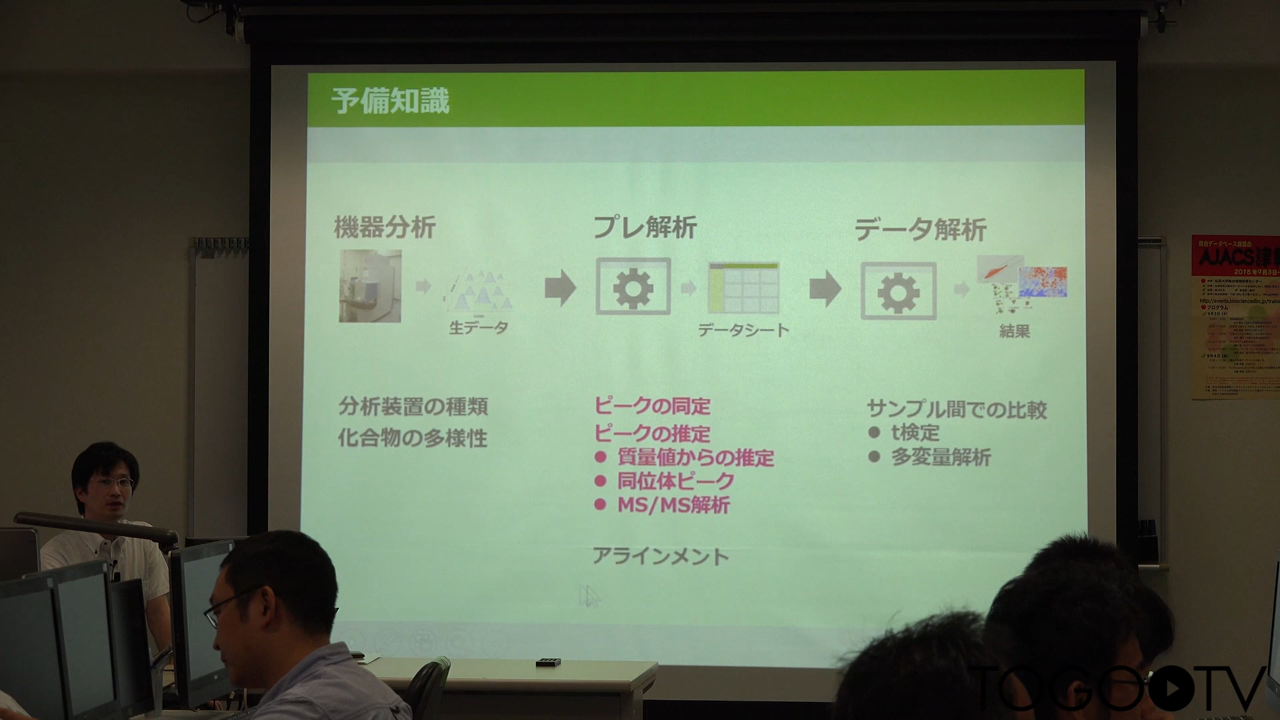 予備知識
機器分析
プレ解析
データ解析
生データ
データシート
結果
分析装置の種類
化合物の多様性
ピークの同定
ピークの推定
● 質量値からの推定
● 同位体ピーク
● MS/MS解析
アラインメント
サンプル間での比較
● t検定
● 多変量解析
AJACS
TOGO TV